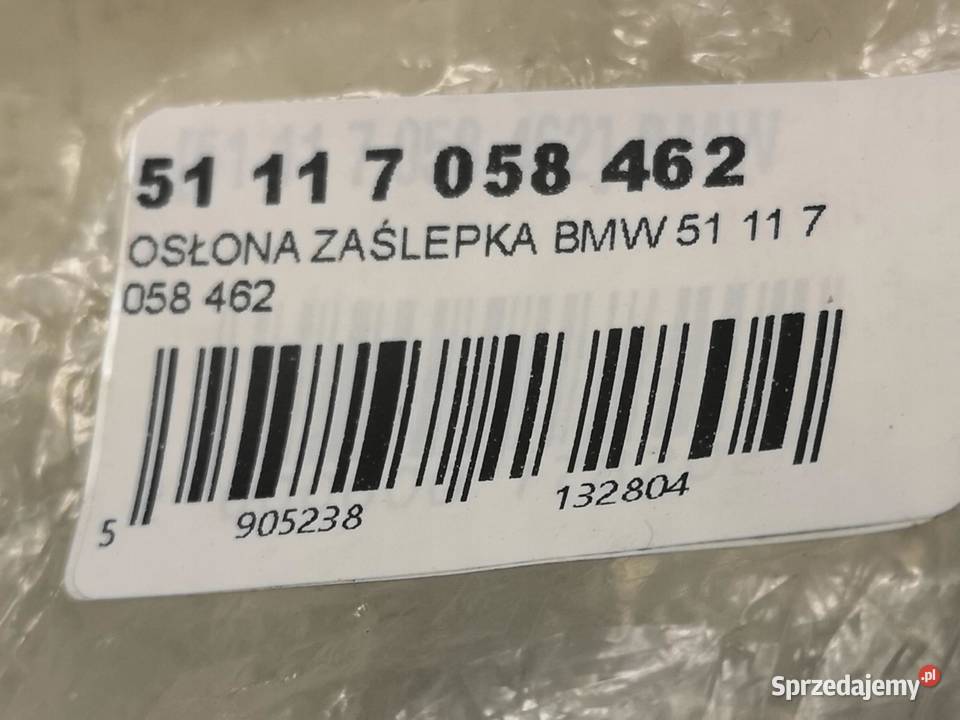 51 11 7 058 462
OSŁONA ZAŚLEPKA BMW 51 11 7
058 462
5 905238 132804
Sprzedajemy.pl